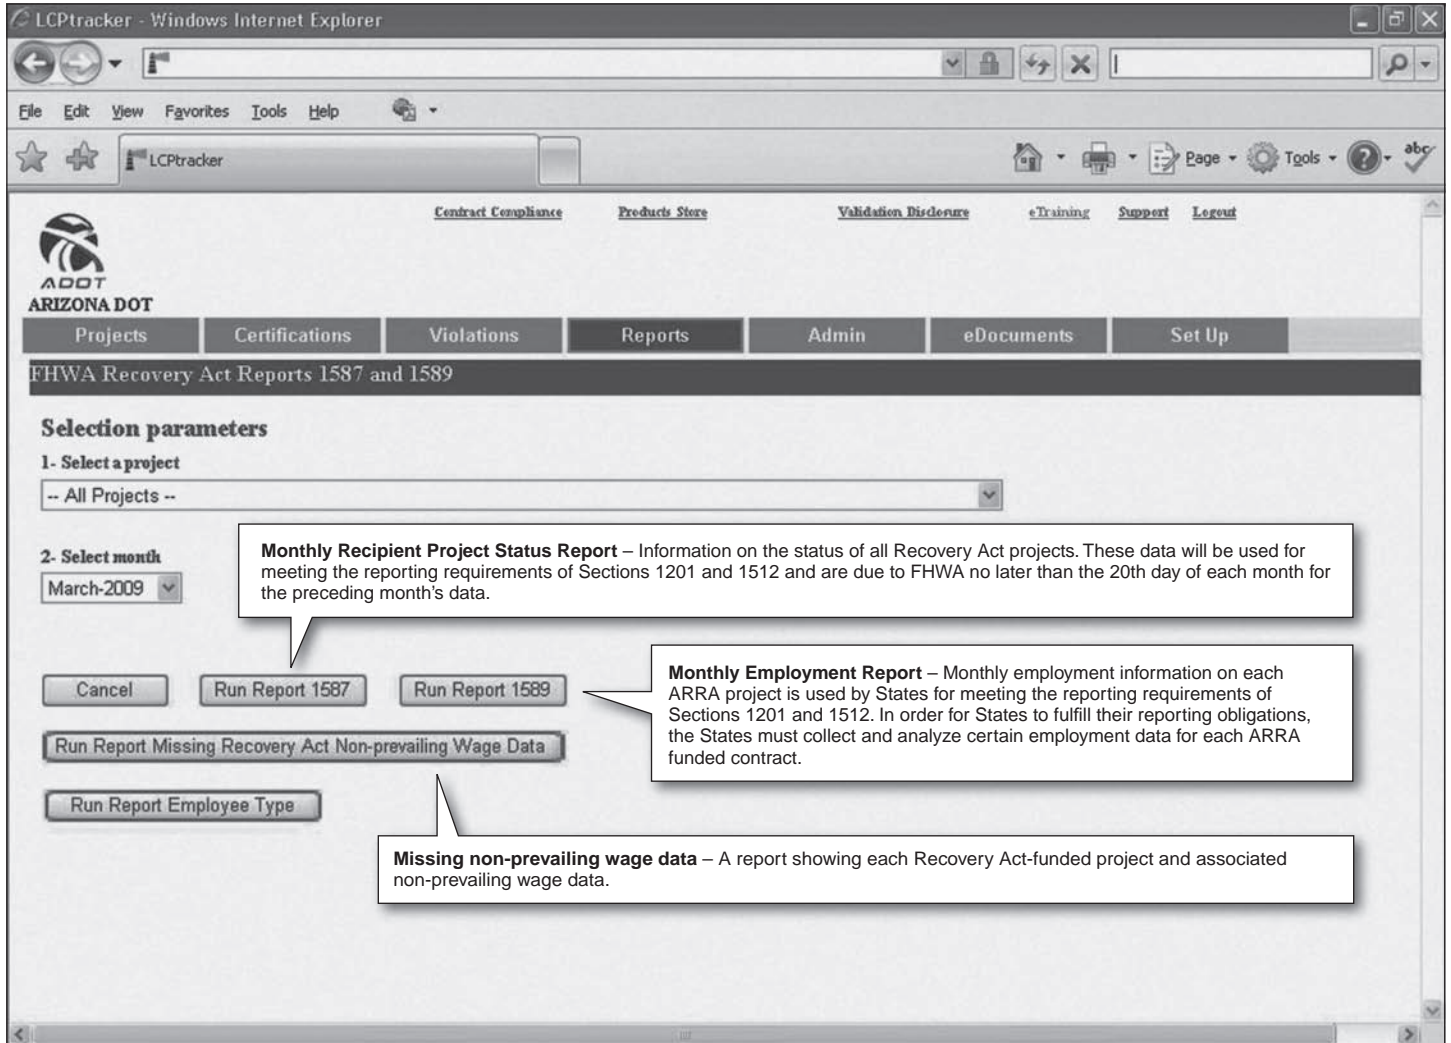 LCPtracker - Windows Internet Explorer
File Edit View Favorites Tools Help
LCPtracker
Page Tools
abc
Contract Compliance Products Store Validation Disclosure eTraining Support Logout
ADOT
ARIZONA DOT
Projects Certifications Violations Reports Admin eDocuments Set Up
FHWA Recovery Act Reports 1587 and 1589
Selection parameters
1- Select a project
-- All Projects --
2- Select month
March-2009
Monthly Recipient Project Status Report – Information on the status of all Recovery Act projects. These data will be used for
meeting the reporting requirements of Sections 1201 and 1512 and are due to FHWA no later than the 20th day of each month for
the preceding month's data.
Cancel Run Report 1587 Run Report 1589
Monthly Employment Report – Monthly employment information on each
ARRA project is used by States for meeting the reporting requirements of
Sections 1201 and 1512. In order for States to fulfill their reporting obligations,
the States must collect and analyze certain employment data for each ARRA
funded contract.
Run Report Missing Recovery Act Non-prevailing Wage Data
Run Report Employee Type
Missing non-prevailing wage data – A report showing each Recovery Act-funded project and associated
non-prevailing wage data.